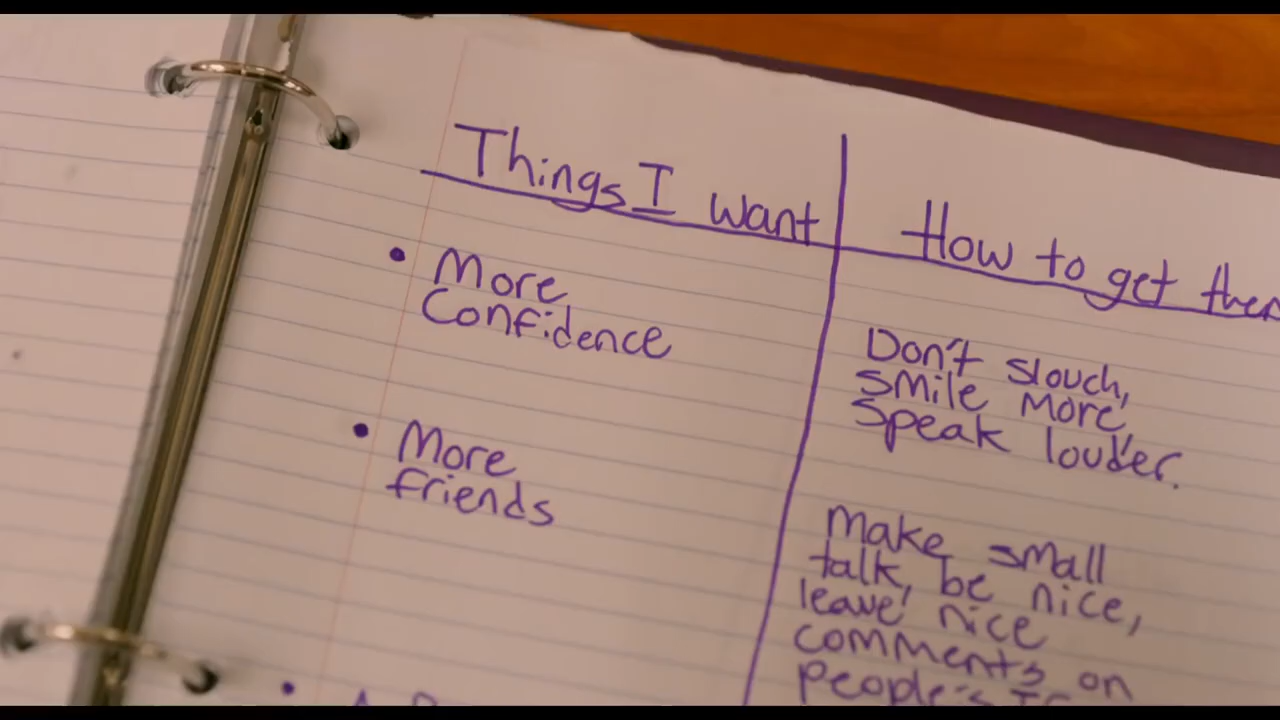 Things I want
• More
Confidence
• More
friends
How to get
Don't slouch,
smile more,
speak louder.
Make small
talk, be nice,
leave nice
comments on
people's